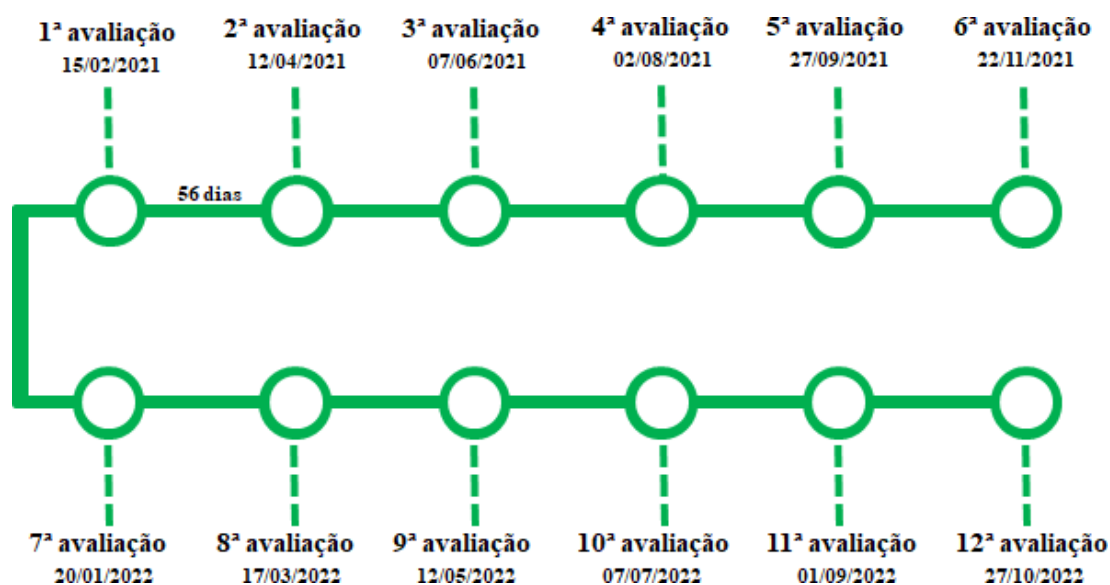 1ª avaliação
15/02/2021
2ª avaliação
12/04/2021
3ª avaliação
07/06/2021
4ª avaliação
02/08/2021
5ª avaliação
27/09/2021
6ª avaliação
22/11/2021
56 dias
7ª avaliação
20/01/2022
8ª avaliação
17/03/2022
9ª avaliação
12/05/2022
10ª avaliação
07/07/2022
11ª avaliação
01/09/2022
12ª avaliação
27/10/2022